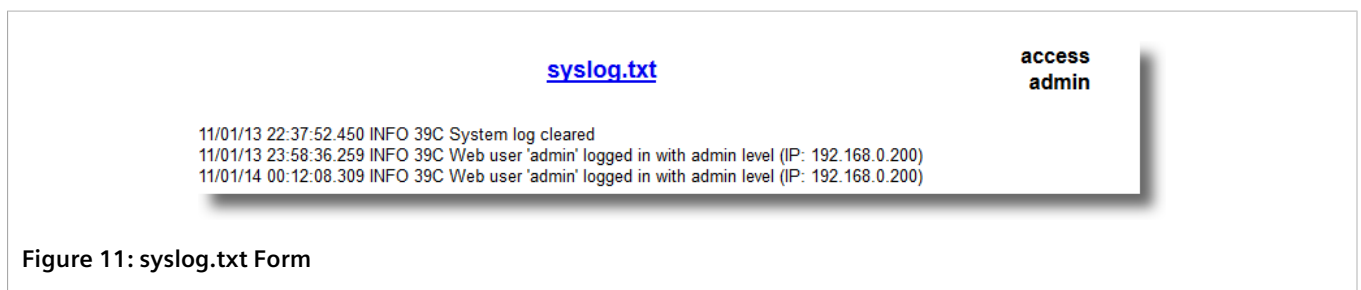 syslog.txt
access
admin
11/01/13 22:37:52.450 INFO 39C System log cleared
11/01/13 23:58:36.259 INFO 39C Web user 'admin' logged in with admin level (IP: 192.168.0.200)
11/01/14 00:12:08.309 INFO 39C Web user 'admin' logged in with admin level (IP: 192.168.0.200)
Figure 11: syslog.txt Form